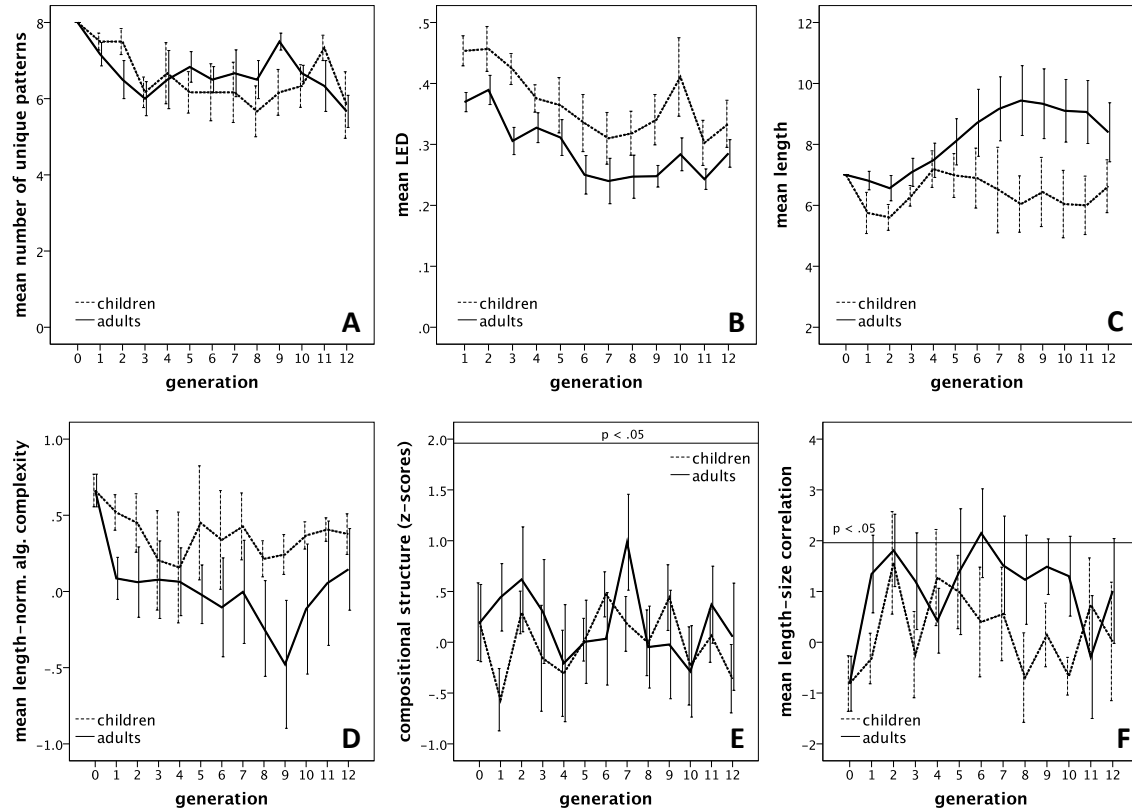 mean number of unique patterns
8
6
4
2
0
children
adults
A
0 1 2 3 4 5 6 7 8 9 10 11 12
generation
mean LED
.5
.4
.3
.2
.1
.0
children
adults
B
1 2 3 4 5 6 7 8 9 10 11 12
generation
mean length
12
10
8
6
4
2
children
adults
C
0 1 2 3 4 5 6 7 8 9 10 11 12
generation
mean length-norm. alg. complexity
1.0
.5
.0
-.5
-1.0
children
adults
D
0 1 2 3 4 5 6 7 8 9 10 11 12
generation
compositional structure (z-scores)
2.0
1.5
1.0
.5
.0
-.5
-1.0
p < .05
children
adults
E
0 1 2 3 4 5 6 7 8 9 10 11 12
generation
mean length-size correlation
4
3
2
1
0
-1
-2
p < .05
children
adults
F
0 1 2 3 4 5 6 7 8 9 10 11 12
generation